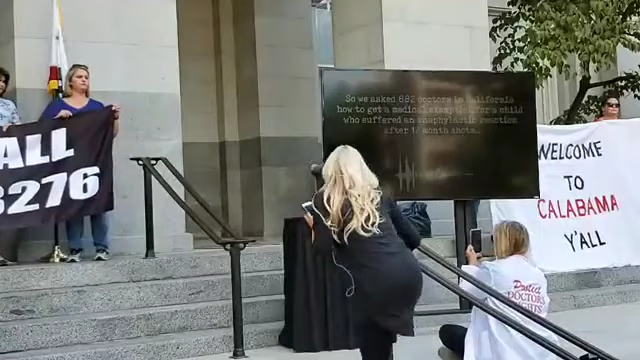 ALL
3276
So we asked 682 doctors in California
how to get a medical exemption for a child
who suffered an anaphylactic reaction
after 12 month shots...
WELCOME
TO
CALABAMA
Y'ALL
DOCTORS